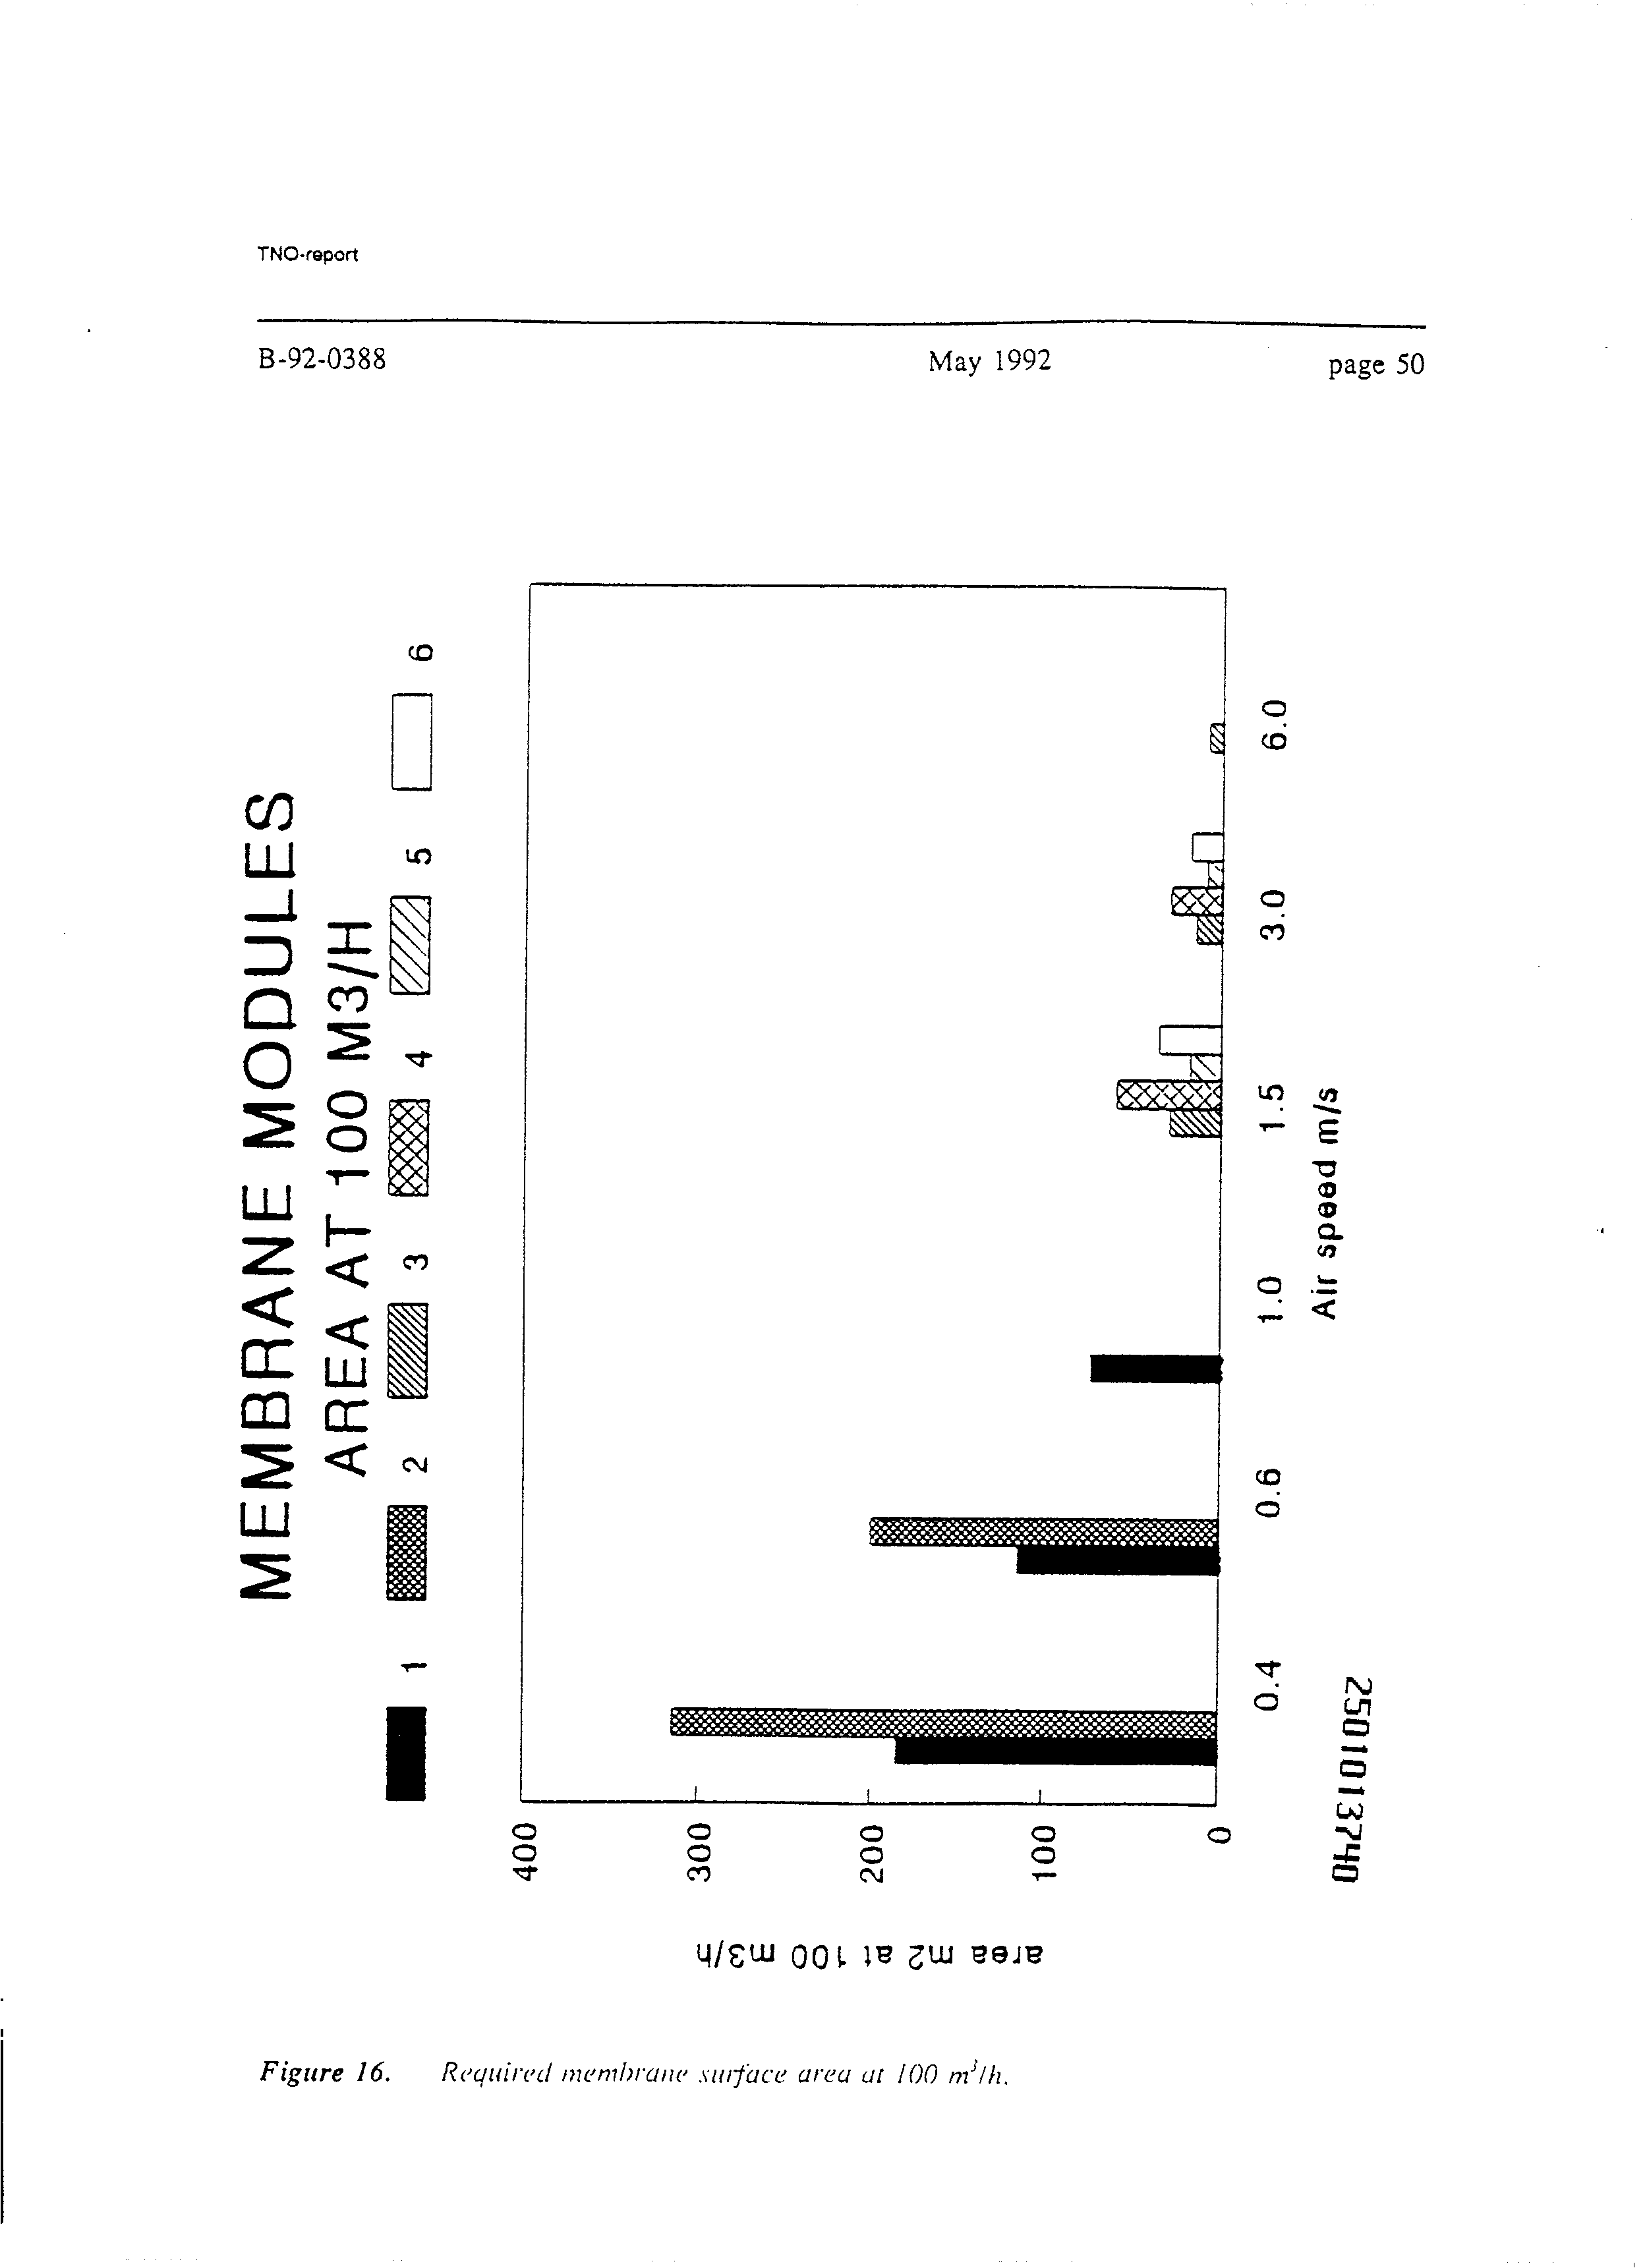 TNO-report
B-92-0388 May 1992 page 50
MEMBRANE MODULES
AREA AT 100 M3/H
1 2 3 4 5 6
area m2 at 100 m3/h
400
300
200
100
0
0.4 0.6 1.0 1.5 3.0 6.0
Air speed m/s
2501013740
Figure 16. Required membrane surface area at 100 m³/h.